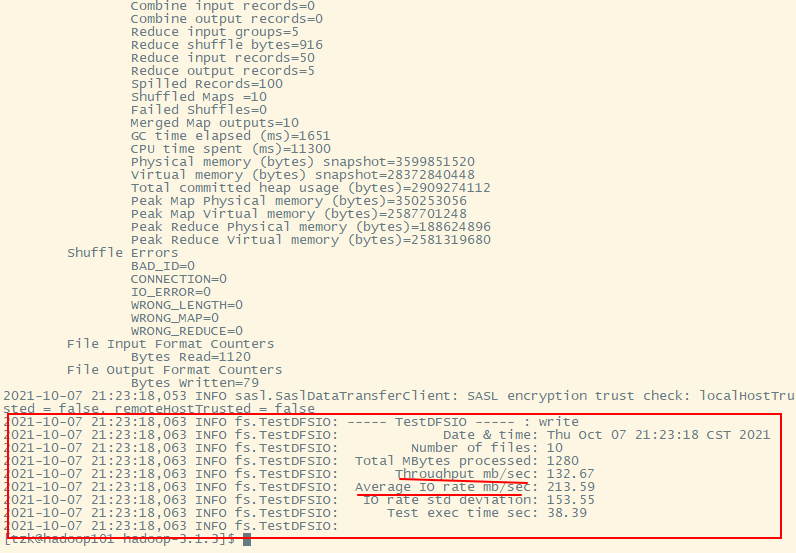 Combine input records=0
Combine output records=0
Reduce input groups=5
Reduce shuffle bytes=916
Reduce input records=50
Reduce output records=5
Spilled Records=100
Shuffled Maps =10
Failed Shuffles=0
Merged Map outputs=10
GC time elapsed (ms)=1651
CPU time spent (ms)=11300
Physical memory (bytes) snapshot=3599851520
Virtual memory (bytes) snapshot=28372840448
Total committed heap usage (bytes)=2909274112
Peak Map Physical memory (bytes)=350253056
Peak Map Virtual memory (bytes)=2587701248
Peak Reduce Physical memory (bytes)=188624896
Peak Reduce Virtual memory (bytes)=2581319680
Shuffle Errors
BAD_ID=0
CONNECTION=0
IO_ERROR=0
WRONG_LENGTH=0
WRONG_MAP=0
WRONG_REDUCE=0
File Input Format Counters
Bytes Read=1120
File Output Format Counters
Bytes Written=79
2021-10-07 21:23:18,053 INFO sasl.SaslDataTransferClient: SASL encryption trust check: localHostTru
sted = false, remoteHostTrusted = false
2021-10-07 21:23:18,063 INFO fs.TestDFSIO: ----- TestDFSIO ----- : write
2021-10-07 21:23:18,063 INFO fs.TestDFSIO: Date & time: Thu Oct 07 21:23:18 CST 2021
2021-10-07 21:23:18,063 INFO fs.TestDFSIO: Number of files: 10
2021-10-07 21:23:18,063 INFO fs.TestDFSIO: Total MBytes processed: 1280
2021-10-07 21:23:18,063 INFO fs.TestDFSIO: Throughput mb/sec: 132.67
2021-10-07 21:23:18,063 INFO fs.TestDFSIO: Average IO rate mb/sec: 213.59
2021-10-07 21:23:18,063 INFO fs.TestDFSIO: IO rate std deviation: 153.55
2021-10-07 21:23:18,063 INFO fs.TestDFSIO: Test exec time sec: 38.39
2021-10-07 21:23:18,063 INFO fs.TestDFSIO:
[tzk@hadoop101 hadoop-3.1.3]$